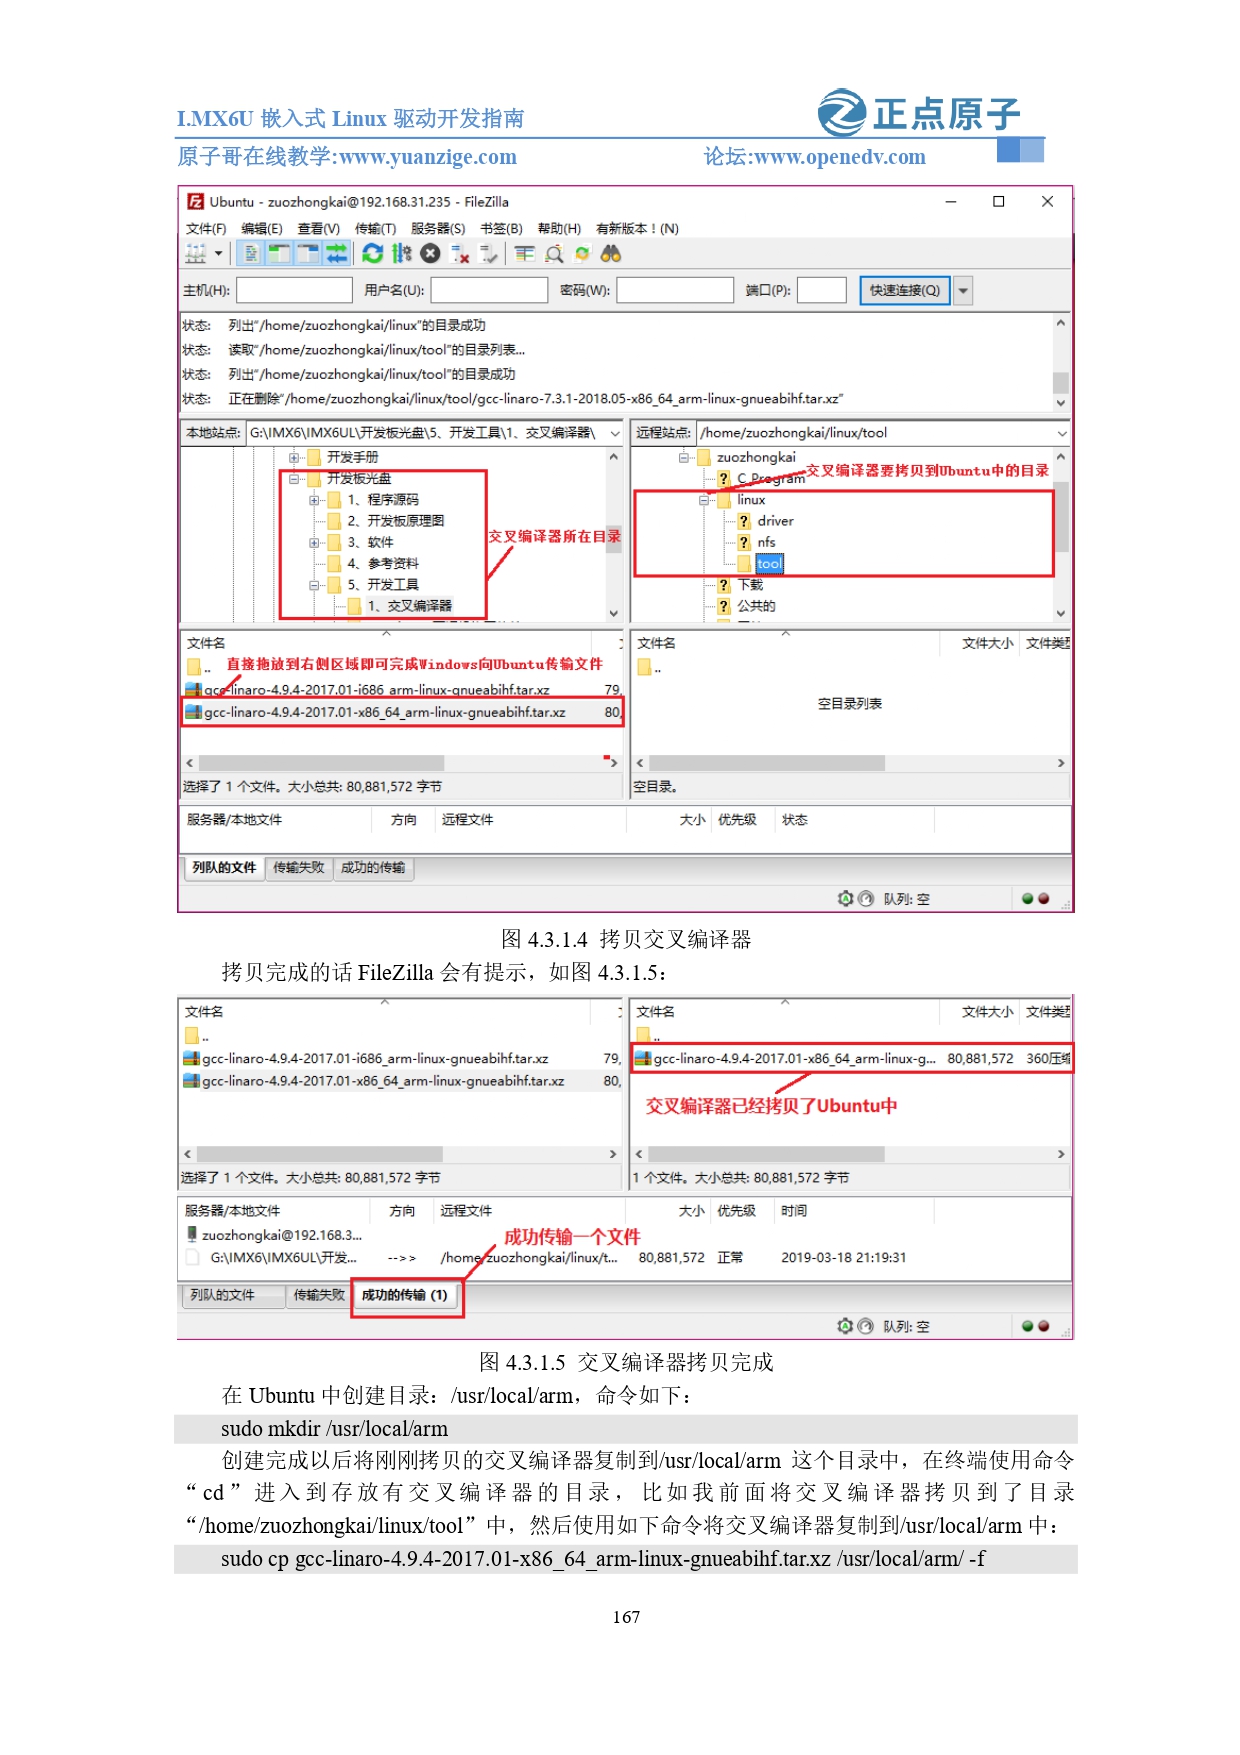 I.MX6U 嵌入式 Linux 驱动开发指南
正点原子
原子哥在线教学:www.yuanzige.com 论坛:www.openedv.com
Ubuntu - zuozhongkai@192.168.31.235 - FileZilla
文件(F) 编辑(E) 查看(V) 传输(T) 服务器(S) 书签(B) 帮助(H) 有新版本！(N)
主机(H): 用户名(U): 密码(W): 端口(P): 快速连接(Q)
状态: 列出"/home/zuozhongkai/linux"的目录成功
状态: 读取"/home/zuozhongkai/linux/tool"的目录列表...
状态: 列出"/home/zuozhongkai/linux/tool"的目录成功
状态: 正在删除"/home/zuozhongkai/linux/tool/gcc-linaro-7.3.1-2018.05-x86_64_arm-linux-gnueabihf.tar.xz"
本地站点: G:\IMX6\IMX6UL\开发板光盘\5、开发工具\1、交叉编译器\
开发手册
开发板光盘
1、程序源码
2、开发板原理图
3、软件
4、参考资料
5、开发工具
1、交叉编译器
交叉编译器所在目录
远程站点: /home/zuozhongkai/linux/tool
zuozhongkai
C_Program
交叉编译器要拷贝到Ubuntu中的目录
linux
driver
nfs
tool
下载
公共的
文件名
..
直接拖放到右侧区域即可完成Windows向Ubuntu传输文件
gcc-linaro-4.9.4-2017.01-i686_arm-linux-gnueabihf.tar.xz 79,
gcc-linaro-4.9.4-2017.01-x86_64_arm-linux-gnueabihf.tar.xz 80,
选择了 1 个文件。大小总共: 80,881,572 字节
文件名 文件大小 文件类型
..
空目录列表
空目录。
服务器/本地文件 方向 远程文件 大小 优先级 状态
列队的文件 传输失败 成功的传输
队列: 空
图 4.3.1.4 拷贝交叉编译器
拷贝完成的话 FileZilla 会有提示，如图 4.3.1.5：
文件名
..
gcc-linaro-4.9.4-2017.01-i686_arm-linux-gnueabihf.tar.xz 79,
gcc-linaro-4.9.4-2017.01-x86_64_arm-linux-gnueabihf.tar.xz 80,
选择了 1 个文件。大小总共: 80,881,572 字节
文件名 文件大小 文件类型
..
gcc-linaro-4.9.4-2017.01-x86_64_arm-linux-g... 80,881,572 360压缩
交叉编译器已经拷贝了Ubuntu中
1 个文件。大小总共: 80,881,572 字节
服务器/本地文件 方向 远程文件 大小 优先级 时间
zuozhongkai@192.168.3...
成功传输一个文件
G:\IMX6\IMX6UL\开发... -->> /home/zuozhongkai/linux/t... 80,881,572 正常 2019-03-18 21:19:31
列队的文件 传输失败 成功的传输 (1)
队列: 空
图 4.3.1.5 交叉编译器拷贝完成
在 Ubuntu 中创建目录：/usr/local/arm，命令如下：
sudo mkdir /usr/local/arm
创建完成以后将刚刚拷贝的交叉编译器复制到/usr/local/arm 这个目录中，在终端使用命令
“cd”进入到存放有交叉编译器的目录，比如我前面将交叉编译器拷贝到了目录
“/home/zuozhongkai/linux/tool”中，然后使用如下命令将交叉编译器复制到/usr/local/arm 中：
sudo cp gcc-linaro-4.9.4-2017.01-x86_64_arm-linux-gnueabihf.tar.xz /usr/local/arm/ -f
167